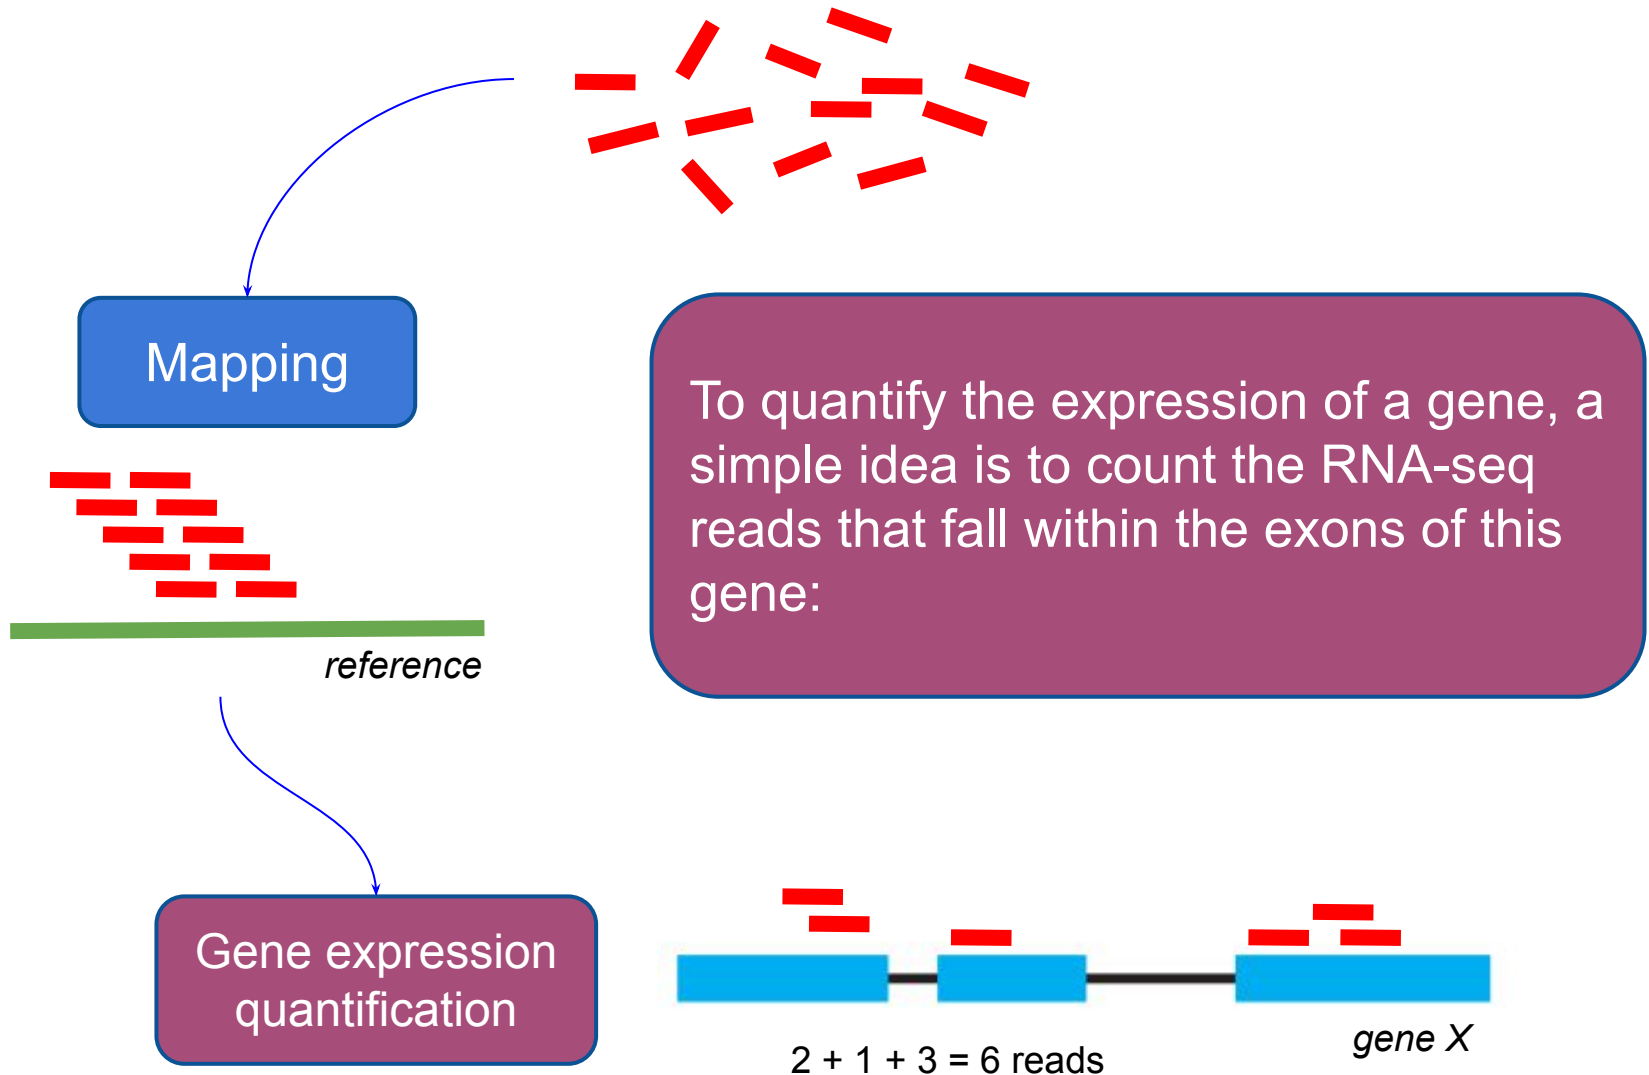 Mapping
To quantify the expression of a gene, a
simple idea is to count the RNA-seq
reads that fall within the exons of this
gene:
reference
Gene expression
quantification
gene X
2 + 1 + 3 = 6 reads